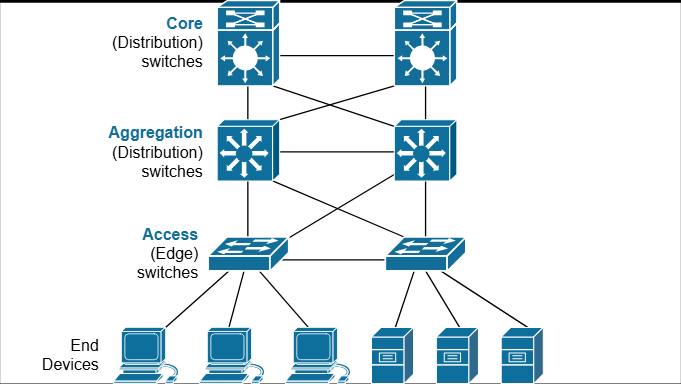 Core
(Distribution)
switches
Aggregation
(Distribution)
switches
Access
(Edge)
switches
End
Devices